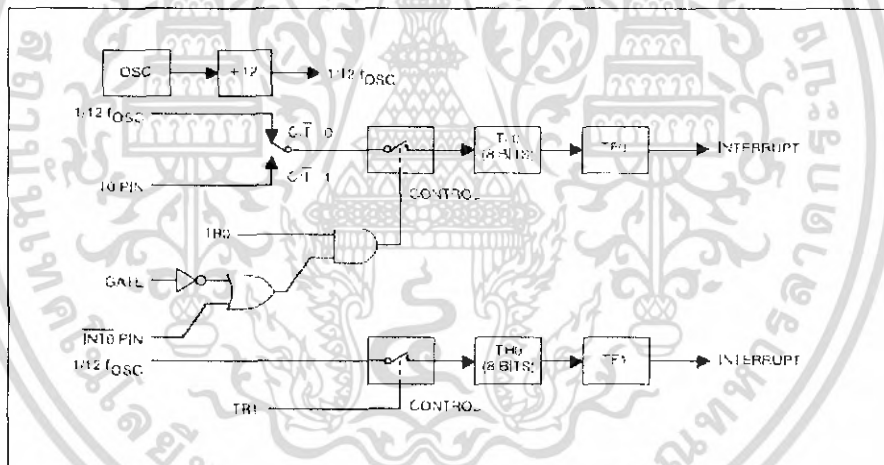 OSC
÷12
1/12 fOSC
1/12 fOSC
C/T̅ 0
TL0
(8 BITS)
TF0
INTERRUPT
T0 PIN
C/T̅ 1
CONTROL
TR0
GATE
I̅N̅T̅0̅ PIN
1/12 fOSC
TH0
(8 BITS)
TF1
INTERRUPT
TR1
CONTROL